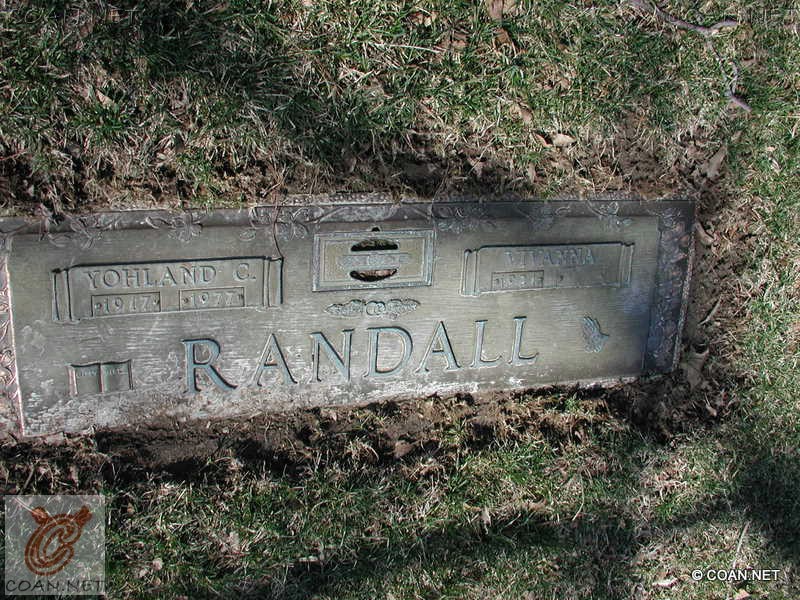 YOHLAND C.
1917 1977
VIVANNA
RANDALL
COAN.NET
© COAN.NET